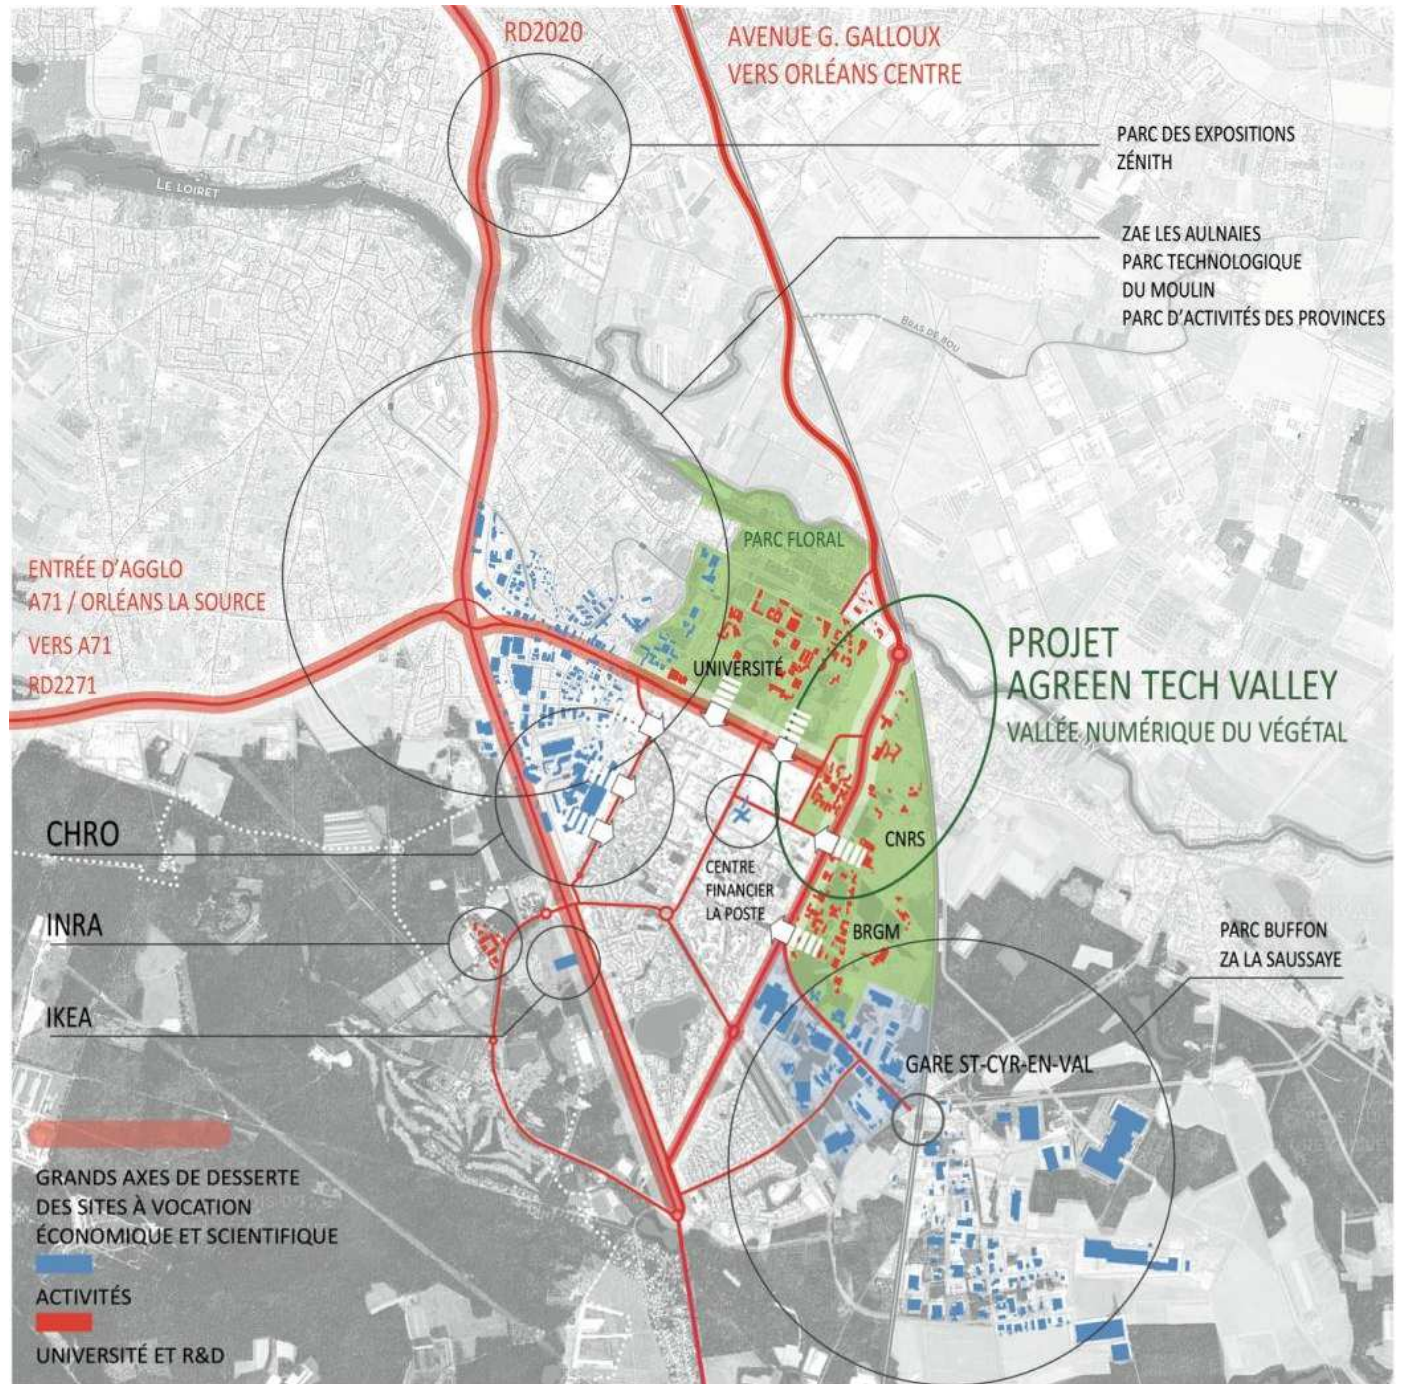 RD2020
AVENUE G. GALLOUX
VERS ORLÉANS CENTRE
PARC DES EXPOSITIONS
ZÉNITH
LE LOIRET
ZAE LES AULNAIES
PARC TECHNOLOGIQUE
DU MOULIN
PARC D'ACTIVITÉS DES PROVINCES
BRAS DE BOU
PARC FLORAL
ENTRÉE D'AGGLO
A71 / ORLÉANS LA SOURCE
VERS A71
RD2271
UNIVERSITÉ
PROJET
AGREEN TECH VALLEY
VALLÉE NUMÉRIQUE DU VÉGÉTAL
CHRO
CNRS
CENTRE
FINANCIER
LA POSTE
INRA
BRGM
PARC BUFFON
ZA LA SAUSSAYE
IKEA
GARE ST-CYR-EN-VAL
GRANDS AXES DE DESSERTE
DES SITES À VOCATION
ÉCONOMIQUE ET SCIENTIFIQUE
ACTIVITÉS
UNIVERSITÉ ET R&D